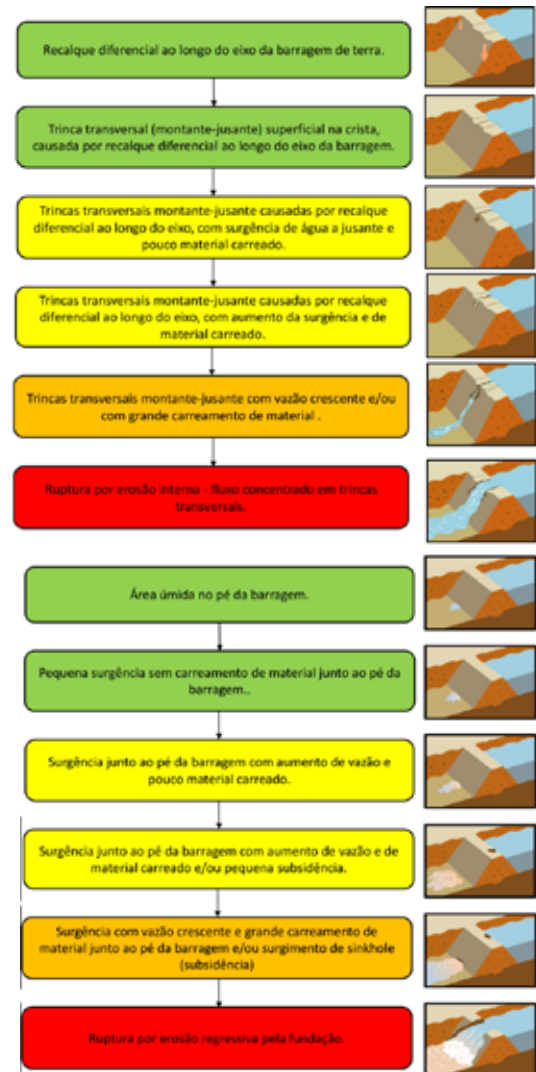 Recalque diferencial ao longo do eixo da barragem de terra.
Trinca transversal (montante-jusante) superficial na crista,
causada por recalque diferencial ao longo do eixo da barragem.
Trincas transversais montante-jusante causadas por recalque
diferencial ao longo do eixo, com surgência de água a jusante e
pouco material carreado.
Trincas transversais montante-jusante causadas por recalque
diferencial ao longo do eixo, com aumento da surgência e de
material carreado.
Trincas transversais montante-jusante com vazão crescente e/ou
com grande carreamento de material .
Ruptura por erosão interna - fluxo concentrado em trincas
transversais.
Área úmida no pé da barragem.
Pequena surgência sem carreamento de material junto ao pé da
barragem..
Surgência junto ao pé da barragem com aumento de vazão e
pouco material carreado.
Surgência junto ao pé da barragem com aumento de vazão e de
material carreado e/ou pequena subsidência.
Surgência com vazão crescente e grande carreamento de
material junto ao pé da barragem e/ou surgimento de sinkhole
(subsidência)
Ruptura por erosão regressiva pela fundação.